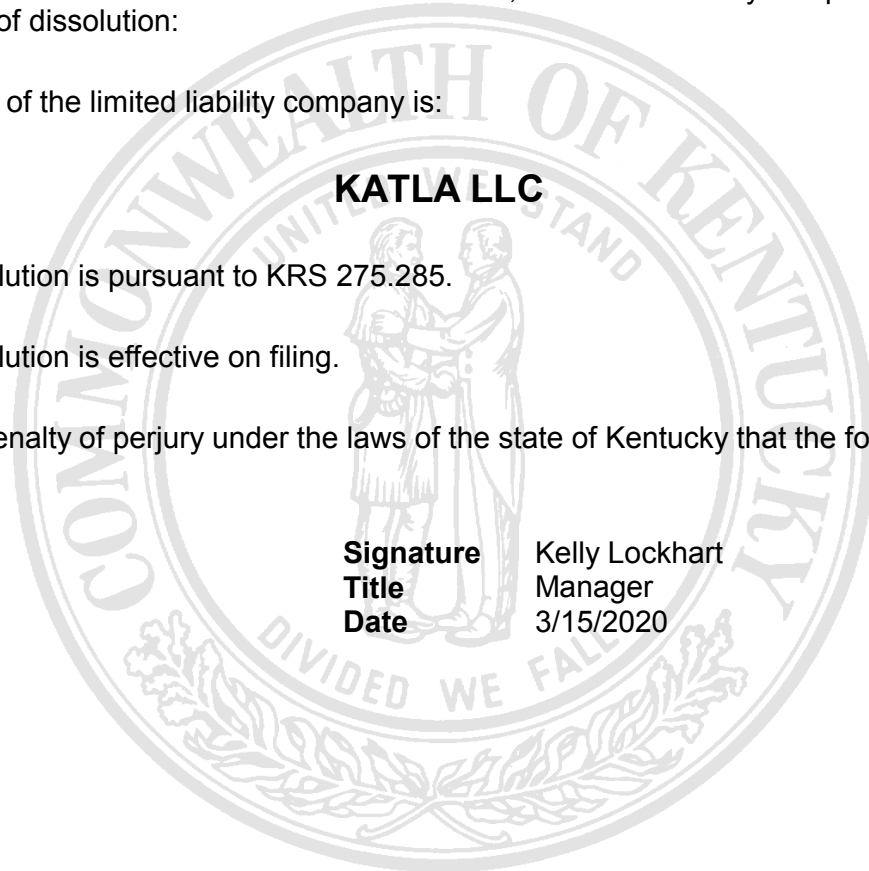 of dissolution:
of the limited liability company is:
KATLA LLC
lution is pursuant to KRS 275.285.
lution is effective on filing.
enalty of perjury under the laws of the state of Kentucky that the fo
Signature Kelly Lockhart
Title Manager
Date 3/15/2020
COMMONWEALTH OF KENTUCKY
UNITED WE STAND
DIVIDED WE FALL